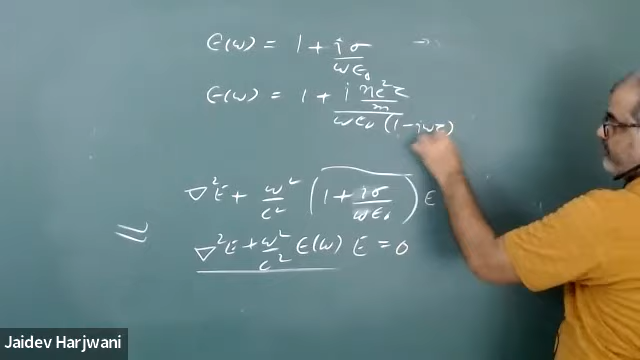 ε(ω) = 1 + iσ/ωε₀ →
ε(ω) = 1 + i (ne²τ/m) / ωε₀ (1 − iωτ)
∇²E + ω²/c² (1 + iσ/ωε₀) E
∇²E + ω²/c² ε(ω) E = 0
Jaidev Harjwani